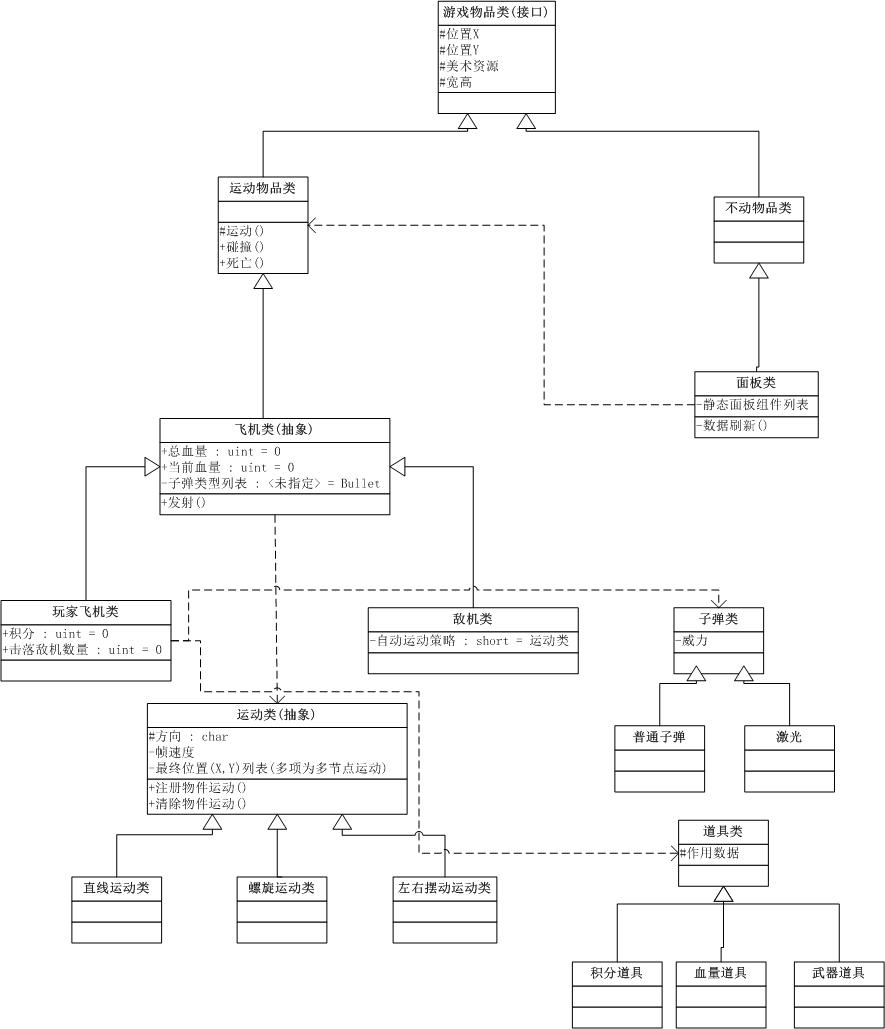 游戏物品类(接口)
#位置X
#位置Y
#美术资源
#宽高
运动物品类
#运动()
+碰撞()
+死亡()
不动物品类
面板类
-静态面板组件列表
-数据刷新()
飞机类(抽象)
+总血量 : uint = 0
+当前血量 : uint = 0
-子弹类型列表 : <未指定> = Bullet
+发射()
玩家飞机类
+积分 : uint = 0
+击落敌机数量 : uint = 0
敌机类
-自动运动策略 : short = 运动类
子弹类
-威力
运动类(抽象)
#方向 : char
-帧速度
-最终位置(X,Y)列表(多项为多节点运动)
+注册物件运动()
+清除物件运动()
普通子弹
激光
道具类
#作用数据
直线运动类
螺旋运动类
左右摆动运动类
积分道具
血量道具
武器道具